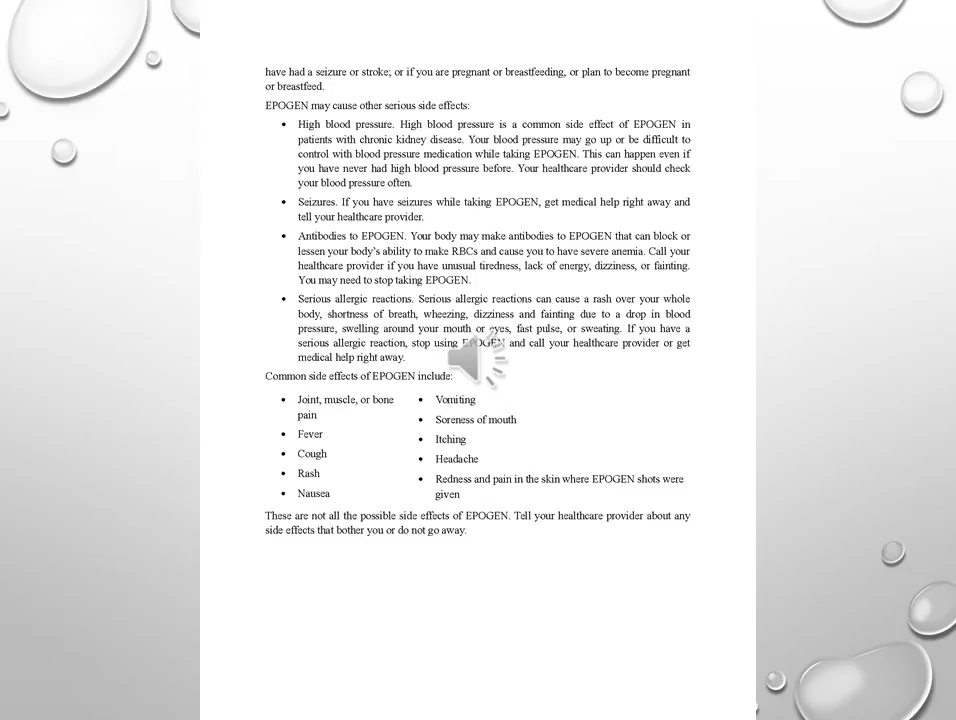 have had a seizure or stroke; or if you are pregnant or breastfeeding, or plan to become pregnant
or breastfeed.
EPOGEN may cause other serious side effects:
• High blood pressure. High blood pressure is a common side effect of EPOGEN in
patients with chronic kidney disease. Your blood pressure may go up or be difficult to
control with blood pressure medication while taking EPOGEN. This can happen even if
you have never had high blood pressure before. Your healthcare provider should check
your blood pressure often.
• Seizures. If you have seizures while taking EPOGEN, get medical help right away and
tell your healthcare provider.
• Antibodies to EPOGEN. Your body may make antibodies to EPOGEN that can block or
lessen your body’s ability to make RBCs and cause you to have severe anemia. Call your
healthcare provider if you have unusual tiredness, lack of energy, dizziness, or fainting.
You may need to stop taking EPOGEN.
• Serious allergic reactions. Serious allergic reactions can cause a rash over your whole
body, shortness of breath, wheezing, dizziness and fainting due to a drop in blood
pressure, swelling around your mouth or eyes, fast pulse, or sweating. If you have a
serious allergic reaction, stop using EPOGEN and call your healthcare provider or get
medical help right away.
Common side effects of EPOGEN include:
• Joint, muscle, or bone
pain
• Fever
• Cough
• Rash
• Nausea
• Vomiting
• Soreness of mouth
• Itching
• Headache
• Redness and pain in the skin where EPOGEN shots were
given
These are not all the possible side effects of EPOGEN. Tell your healthcare provider about any
side effects that bother you or do not go away.